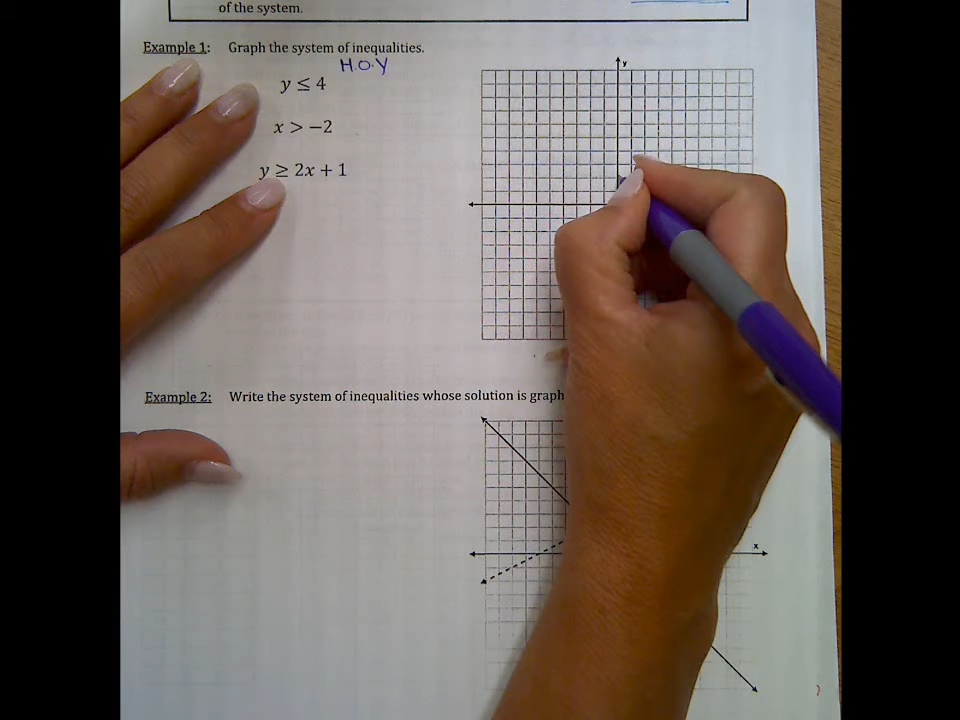 of the system.
Example 1: Graph the system of inequalities.
H.O.Y
y ≤ 4
x > −2
y ≥ 2x + 1
y
Example 2: Write the system of inequalities whose solution is
x